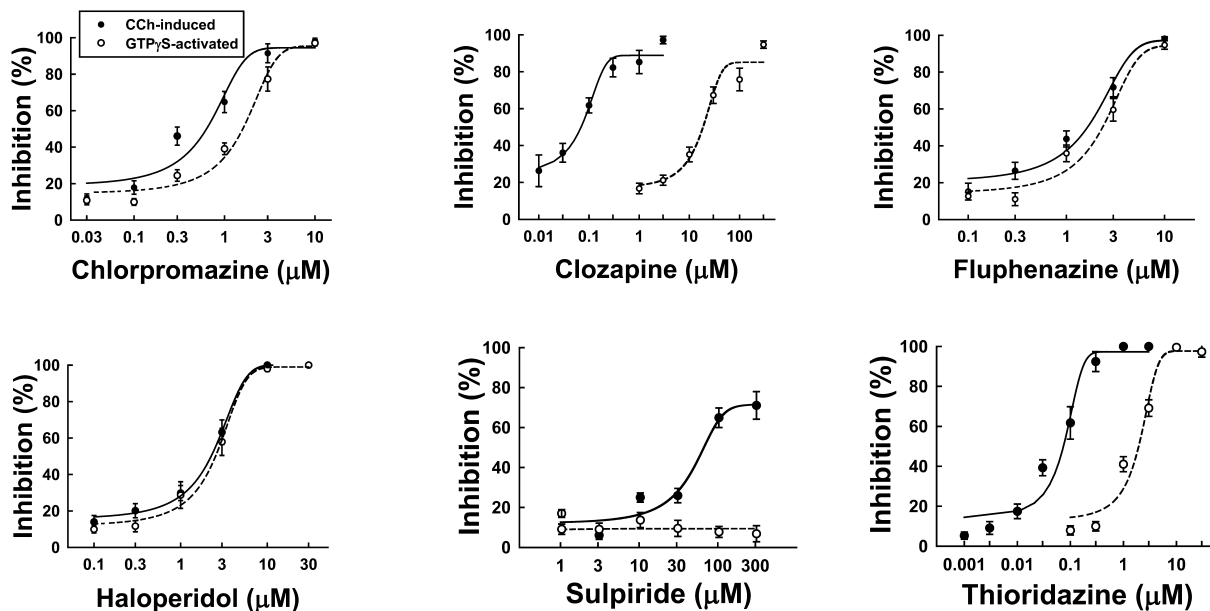 CCh-induced
GTPγS-activated
100
80
60
40
20
0
Inhibition (%)
0.03 0.1 0.3 1 3 10
Chlorpromazine (μM)
100
80
60
40
20
0
Inhibition (%)
0.01 0.1 1 10 100
Clozapine (μM)
100
80
60
40
20
0
Inhibition (%)
0.1 0.3 1 3 10
Fluphenazine (μM)
100
80
60
40
20
0
Inhibition (%)
0.1 0.3 1 3 10 30
Haloperidol (μM)
100
80
60
40
20
0
Inhibition (%)
1 3 10 30 100 300
Sulpiride (μM)
100
80
60
40
20
0
Inhibition (%)
0.001 0.01 0.1 1 10
Thioridazine (μM)